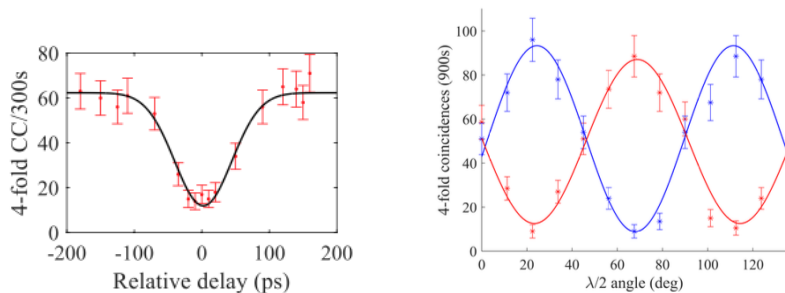 4-fold CC/300s
80
60
40
20
0
-200 -100 0 100 200
Relative delay (ps)
4-fold coincidences (900s)
100
80
60
40
20
0
0 20 40 60 80 100 120
λ/2 angle (deg)